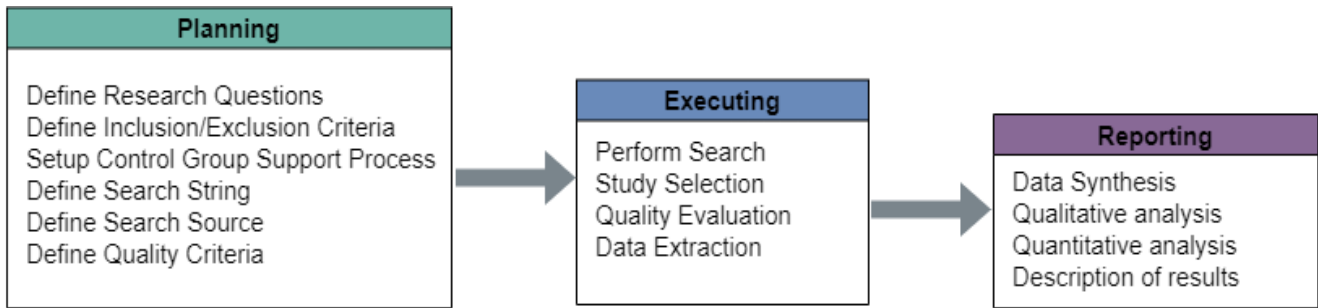 Planning
Define Research Questions
Define Inclusion/Exclusion Criteria
Setup Control Group Support Process
Define Search String
Define Search Source
Define Quality Criteria
Executing
Perform Search
Study Selection
Quality Evaluation
Data Extraction
Reporting
Data Synthesis
Qualitative analysis
Quantitative analysis
Description of results